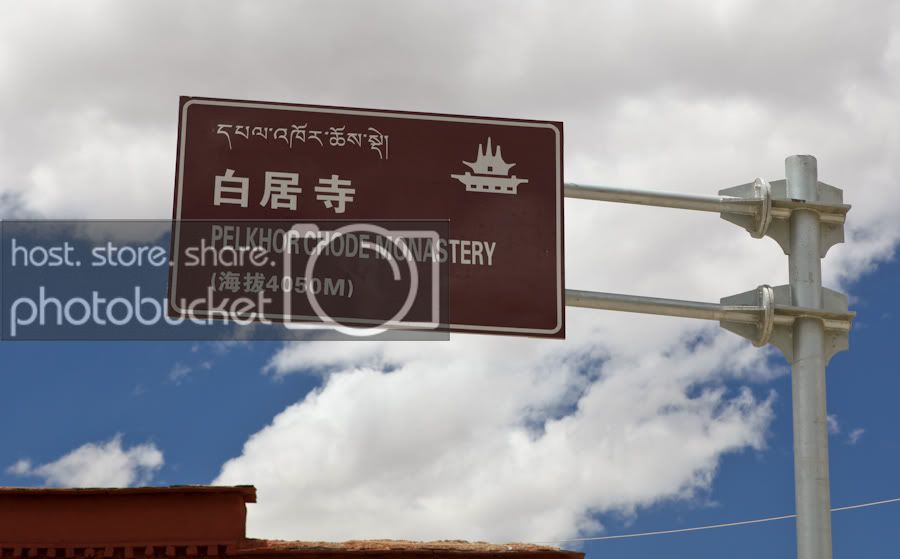 དཔལ་འཁོར་ཆོས་སྡེ།
白居寺
PELKHOR CHODE MONASTERY
(海拔4050M)
host. store. share.
photobucket